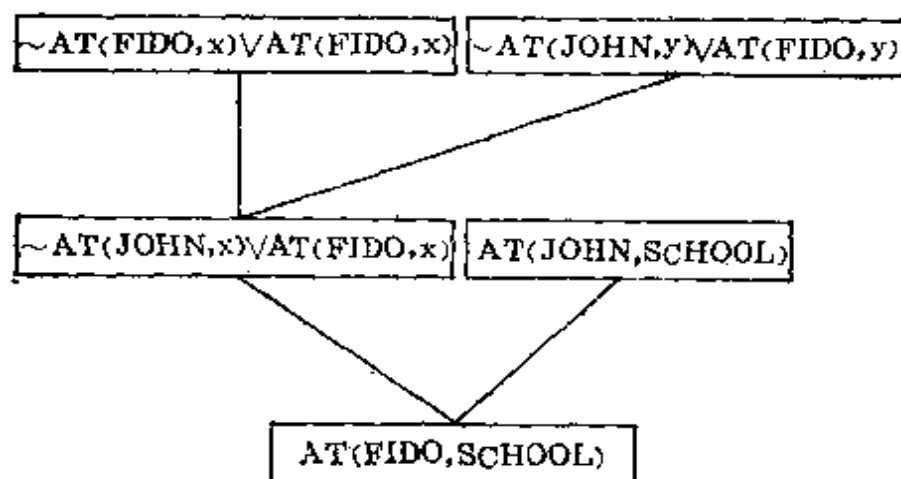 ~AT(FIDO,x)∨AT(FIDO,x) ~AT(JOHN,y)∨AT(FIDO,y)
~AT(JOHN,x)∨AT(FIDO,x) AT(JOHN,SCHOOL)
AT(FIDO,SCHOOL)